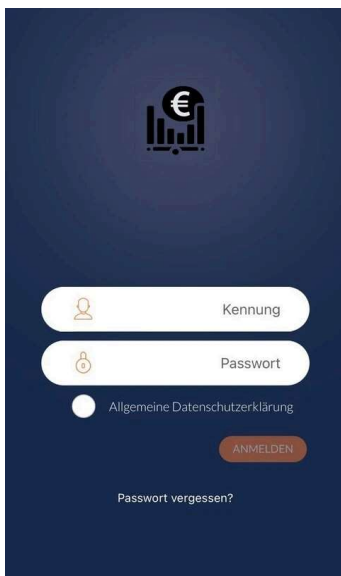 €
Kennung
Passwort
Allgemeine Datenschutzerklärung
ANMELDEN
Passwort vergessen?